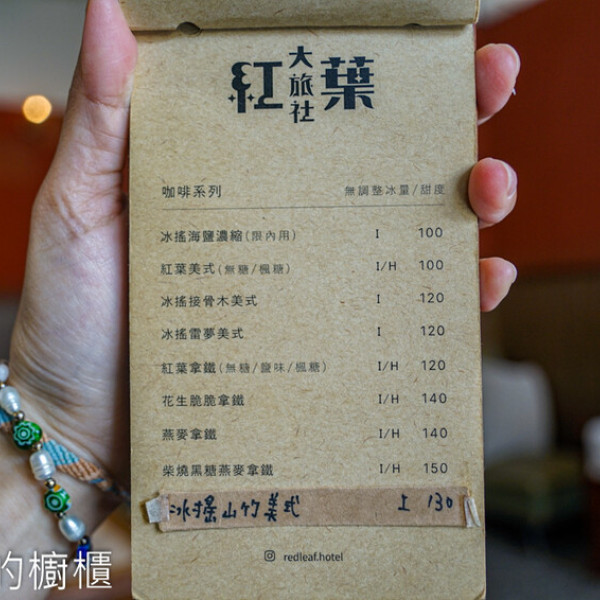 紅葉大旅社
咖啡系列 無調整冰量/甜度
冰搖海鹽濃縮(限內用) I 100
紅葉美式(無糖/楓糖) I/H 100
冰搖接骨木美式 I 120
冰搖雷夢美式 I 120
紅葉拿鐵(無糖/鹽味/楓糖) I/H 120
花生脆脆拿鐵 I/H 140
燕麥拿鐵 I/H 140
柴燒黑糖燕麥拿鐵 I/H 150
冰搖山竹美式 I 130
redleaf.hotel
的櫥櫃